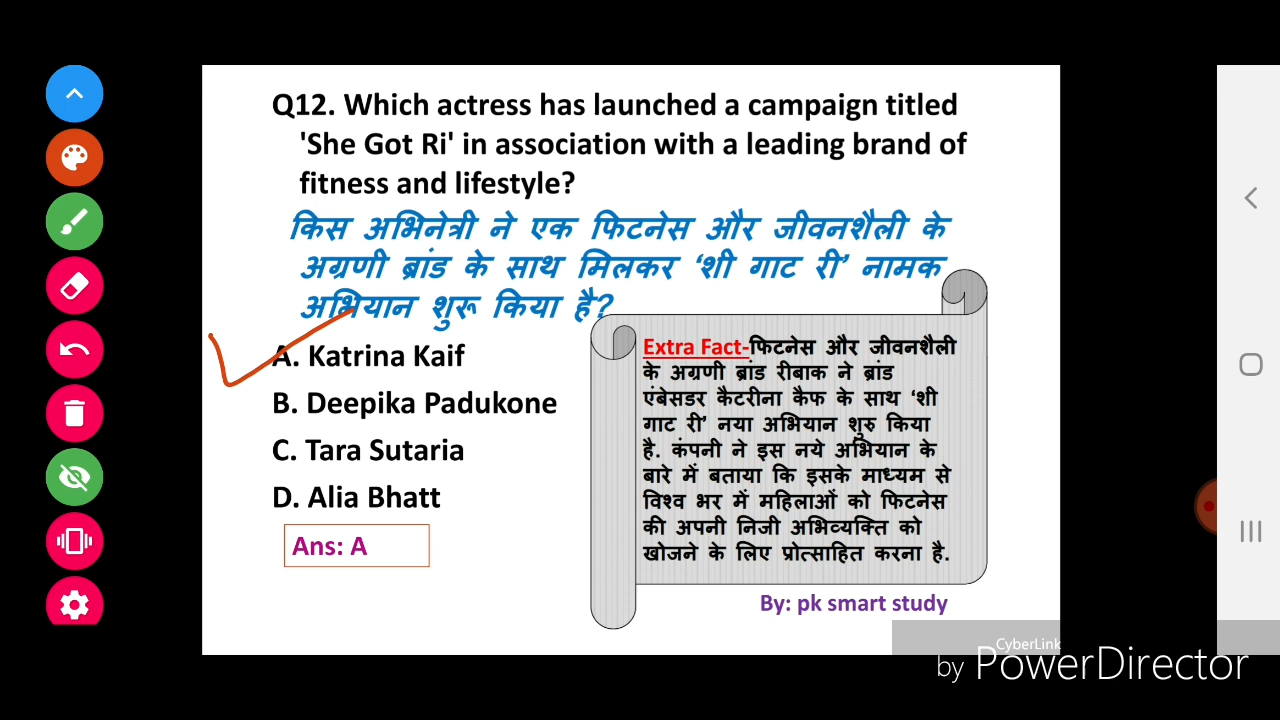 Q12. Which actress has launched a campaign titled
'She Got Ri' in association with a leading brand of
fitness and lifestyle?
किस अभिनेत्री ने एक फिटनेस और जीवनशैली के
अग्रणी ब्रांड के साथ मिलकर ‘शी गाट री’ नामक
अभियान शुरू किया है?
A. Katrina Kaif
B. Deepika Padukone
C. Tara Sutaria
D. Alia Bhatt
Ans: A
Extra Fact-फिटनेस और जीवनशैली
के अग्रणी ब्रांड रीबाक ने ब्रांड
एंबेसडर कैटरीना कैफ के साथ ‘शी
गाट री’ नया अभियान शुरु किया
है. कंपनी ने इस नये अभियान के
बारे में बताया कि इसके माध्यम से
विश्व भर में महिलाओं को फिटनेस
की अपनी निजी अभिव्यक्ति को
खोजने के लिए प्रोत्साहित करना है.
By: pk smart study
CyberLink
by PowerDirector